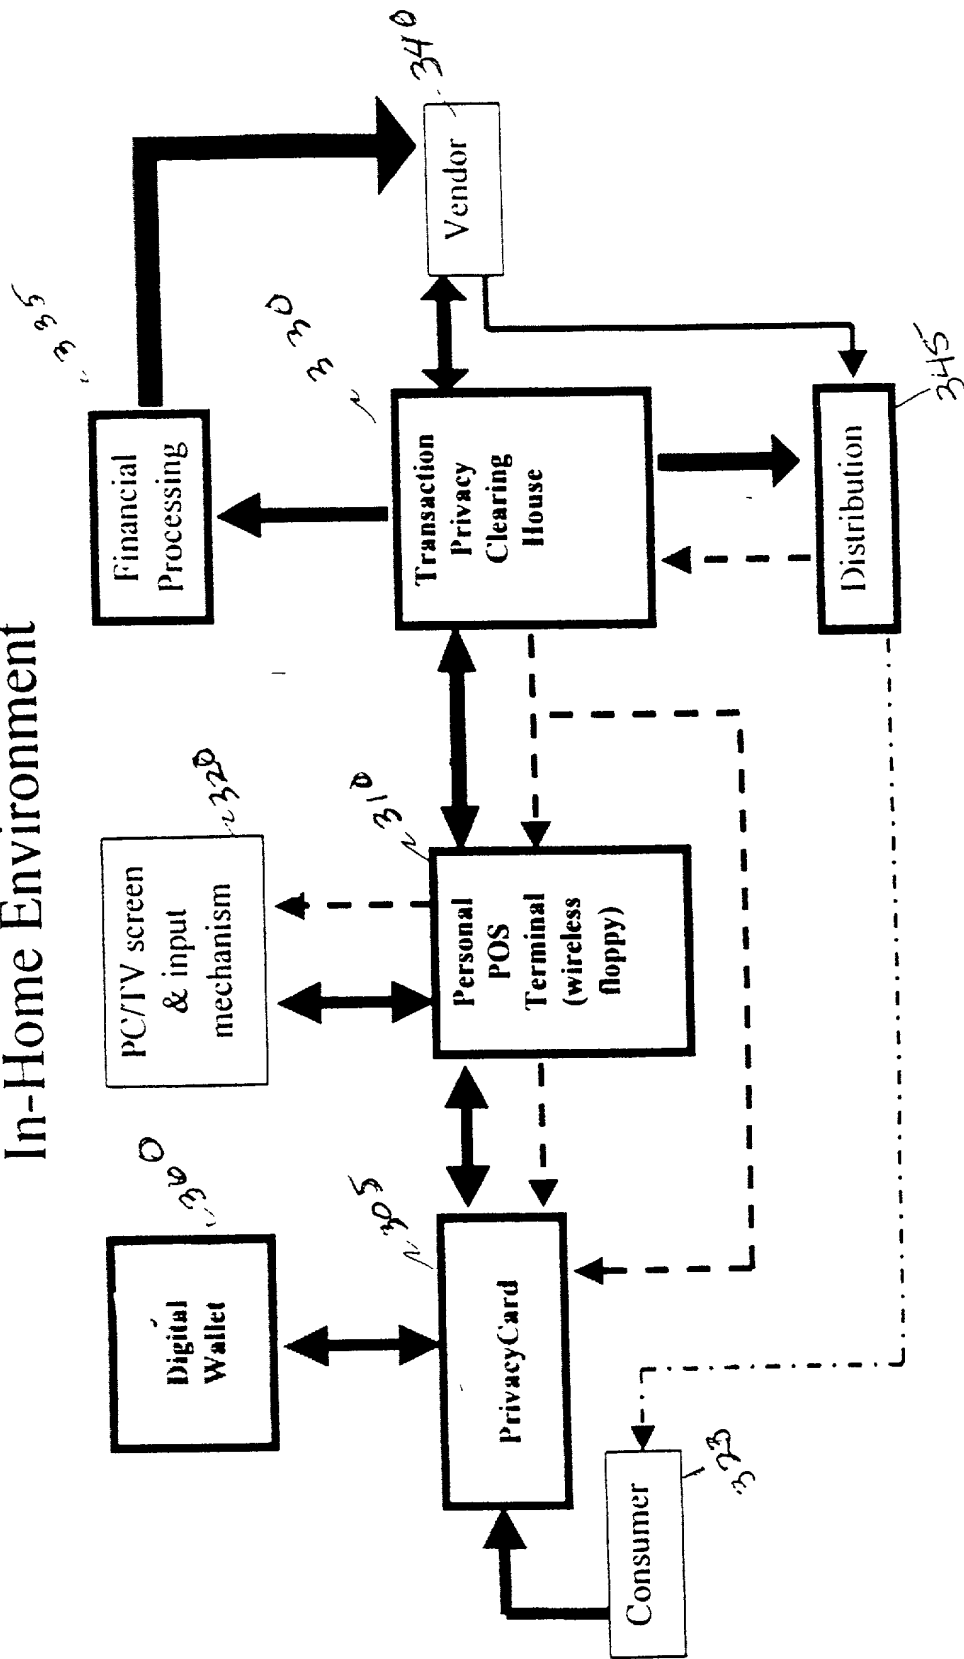 In-Home Environment
Digital
Wallet
300
PC/TV screen
& input
mechanism
320
Financial
Processing
335
PrivacyCard
305
Personal
POS
Terminal
(wireless
floppy)
310
Transaction
Privacy
Clearing
House
330
Vendor
340
Consumer
323
Distribution
345